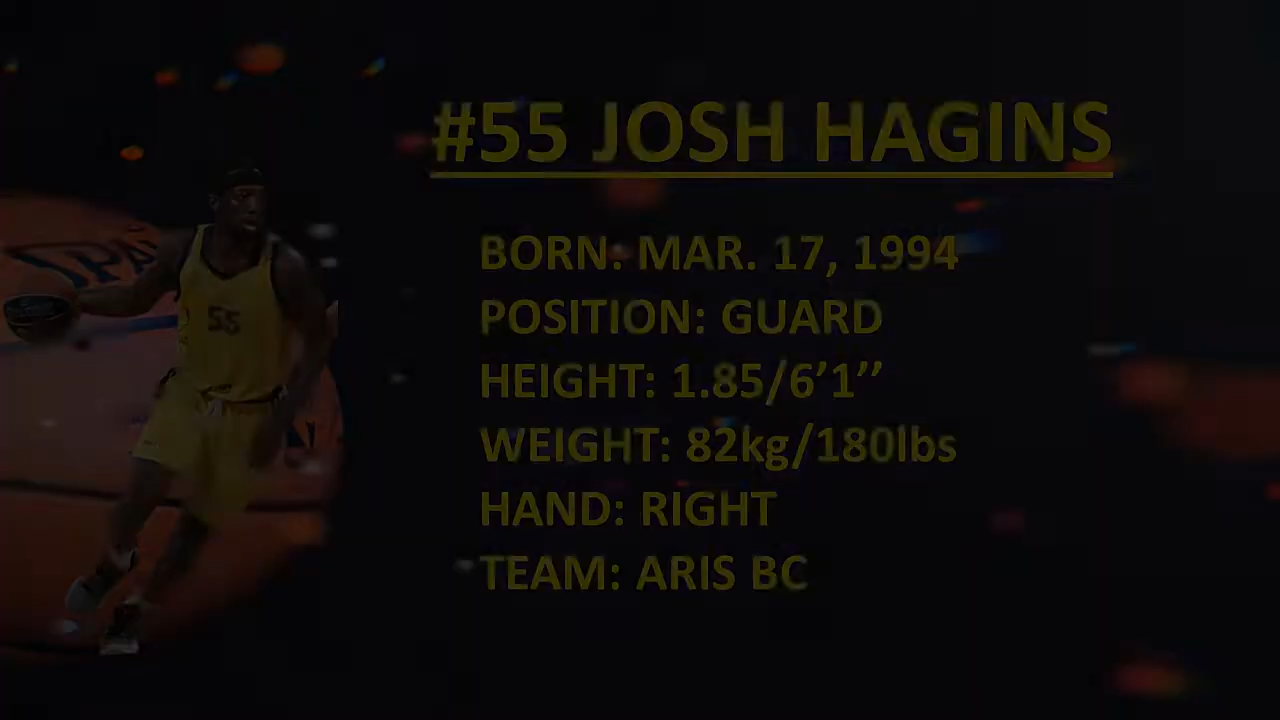 #55 JOSH HAGINS
BORN: MAR. 17, 1994
POSITION: GUARD
HEIGHT: 1.85/6’1’’
WEIGHT: 82kg/180lbs
HAND: RIGHT
TEAM: ARIS BC
55